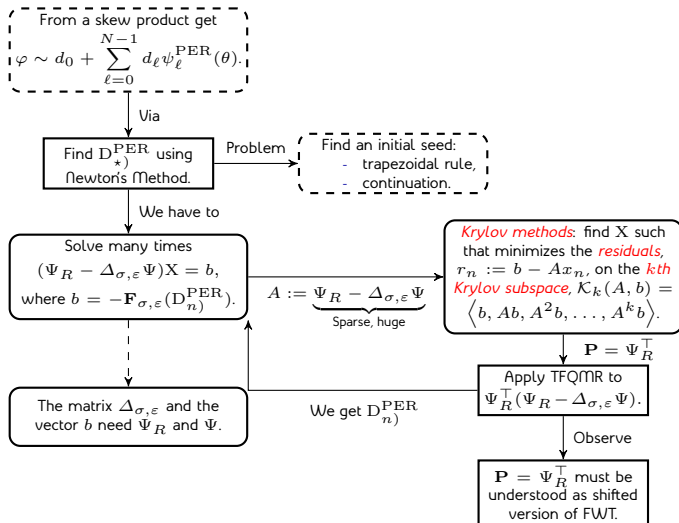 From a skew product get
φ ∼ d₀ + ∑_{ℓ=0}^{N−1} d_ℓ ψ_ℓ^{PER}(θ).
Via
Find D_{⋆)}^{PER} using
Newton's Method.
Problem
Find an initial seed:
- trapezoidal rule,
- continuation.
We have to
Solve many times
(Ψ_R − Δ_{σ,ε}Ψ)X = b,
where b = −F_{σ,ε}(D_{n)}^{PER}).
A := Ψ_R − Δ_{σ,ε}Ψ
Sparse, huge
Krylov methods: find X such
that minimizes the residuals,
r_n := b − Ax_n, on the kth
Krylov subspace, K_k(A, b) =
⟨b, Ab, A²b, . . . , A^k b⟩.
P = Ψ_R^⊤
Apply TFQMR to
Ψ_R^⊤(Ψ_R − Δ_{σ,ε}Ψ).
We get D_{n)}^{PER}
The matrix Δ_{σ,ε} and the
vector b need Ψ_R and Ψ.
Observe
P = Ψ_R^⊤ must be
understood as shifted
version of FWT.